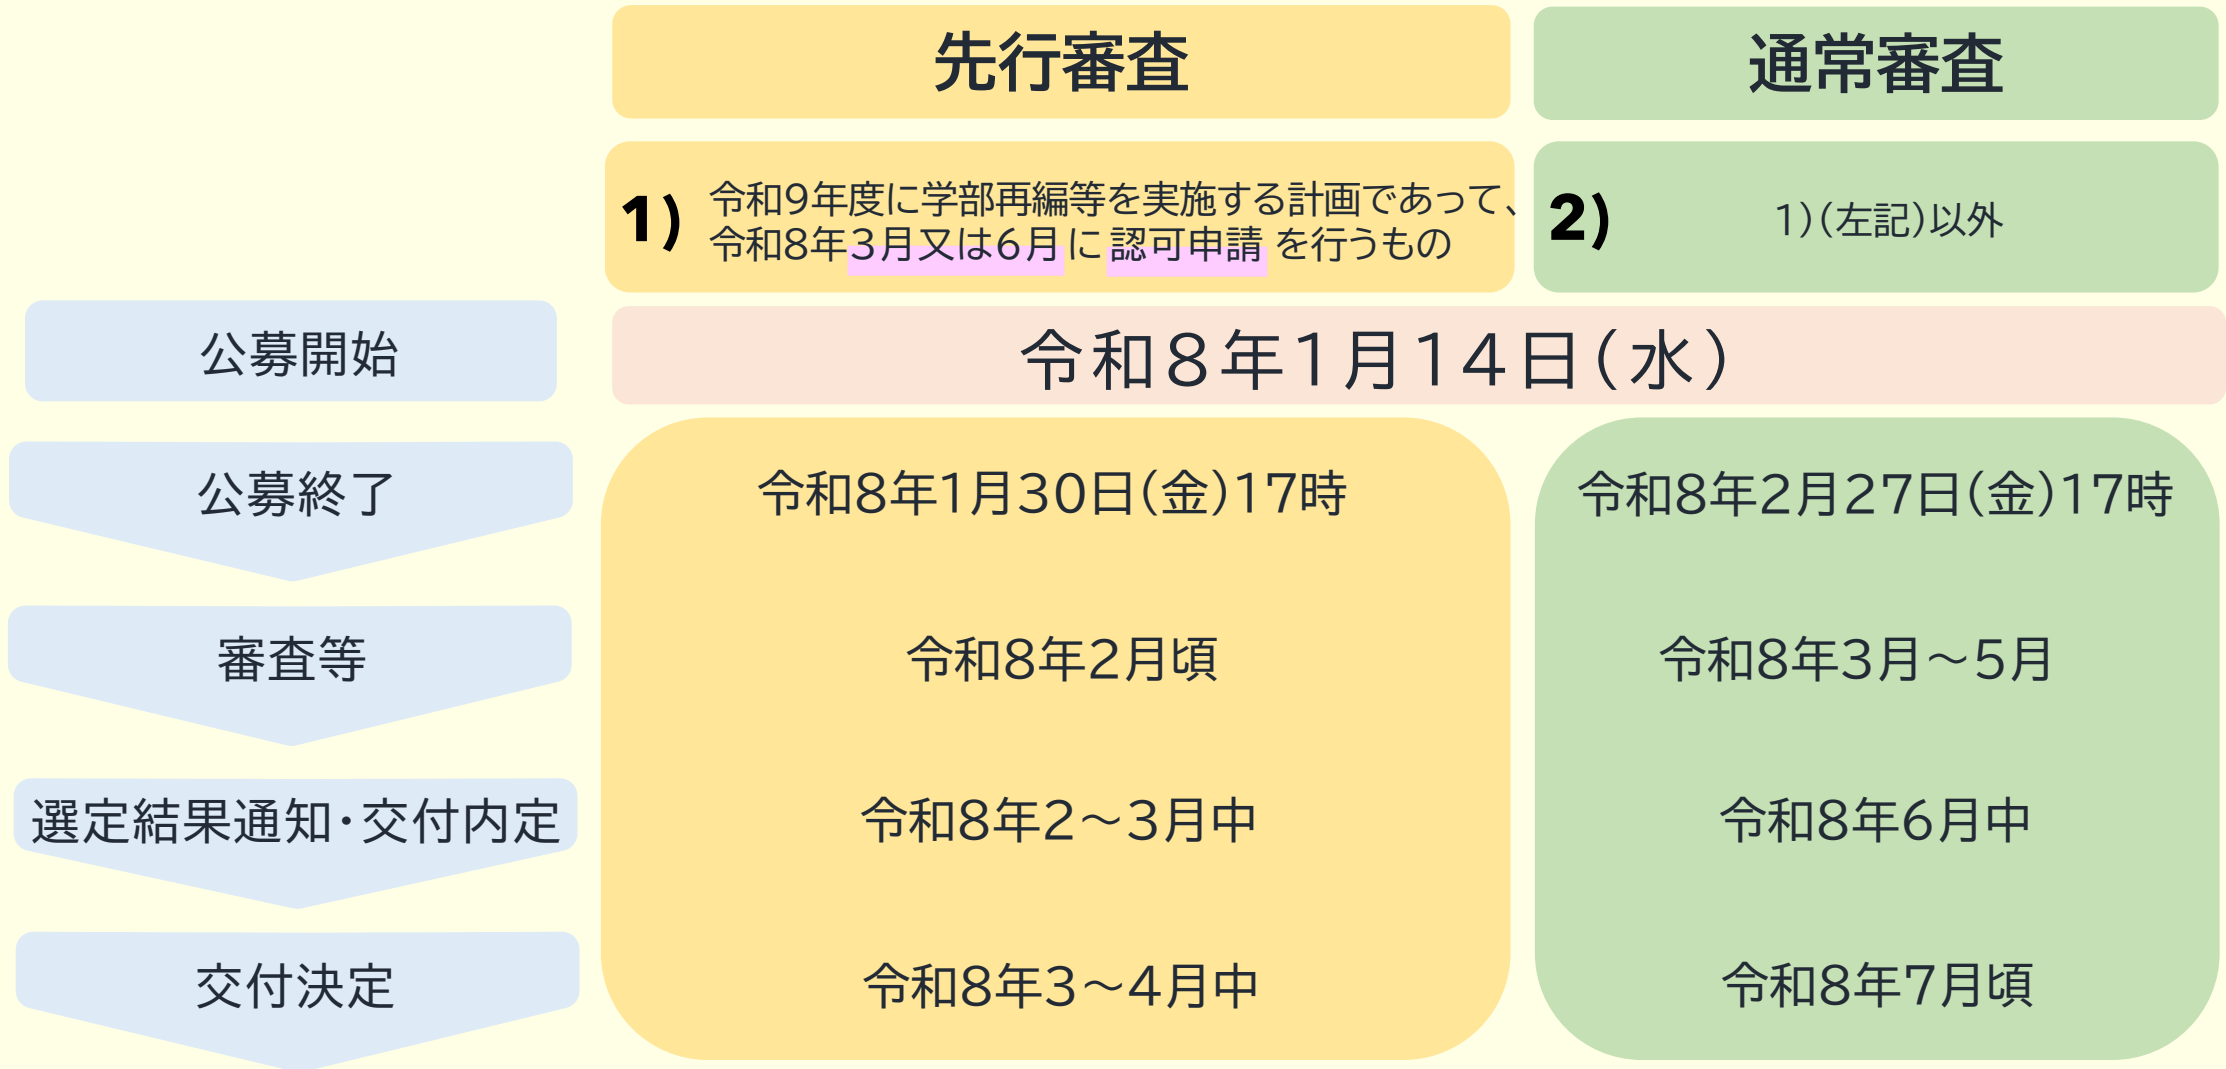 先行審査
通常審査
1)
令和9年度に学部再編等を実施する計画であって、
令和8年3月又は6月に認可申請を行うもの
2)
1)(左記)以外
公募開始
令和8年1月14日(水)
公募終了
令和8年1月30日(金)17時
令和8年2月27日(金)17時
審査等
令和8年2月頃
令和8年3月～5月
選定結果通知・交付内定
令和8年2～3月中
令和8年6月中
交付決定
令和8年3～4月中
令和8年7月頃